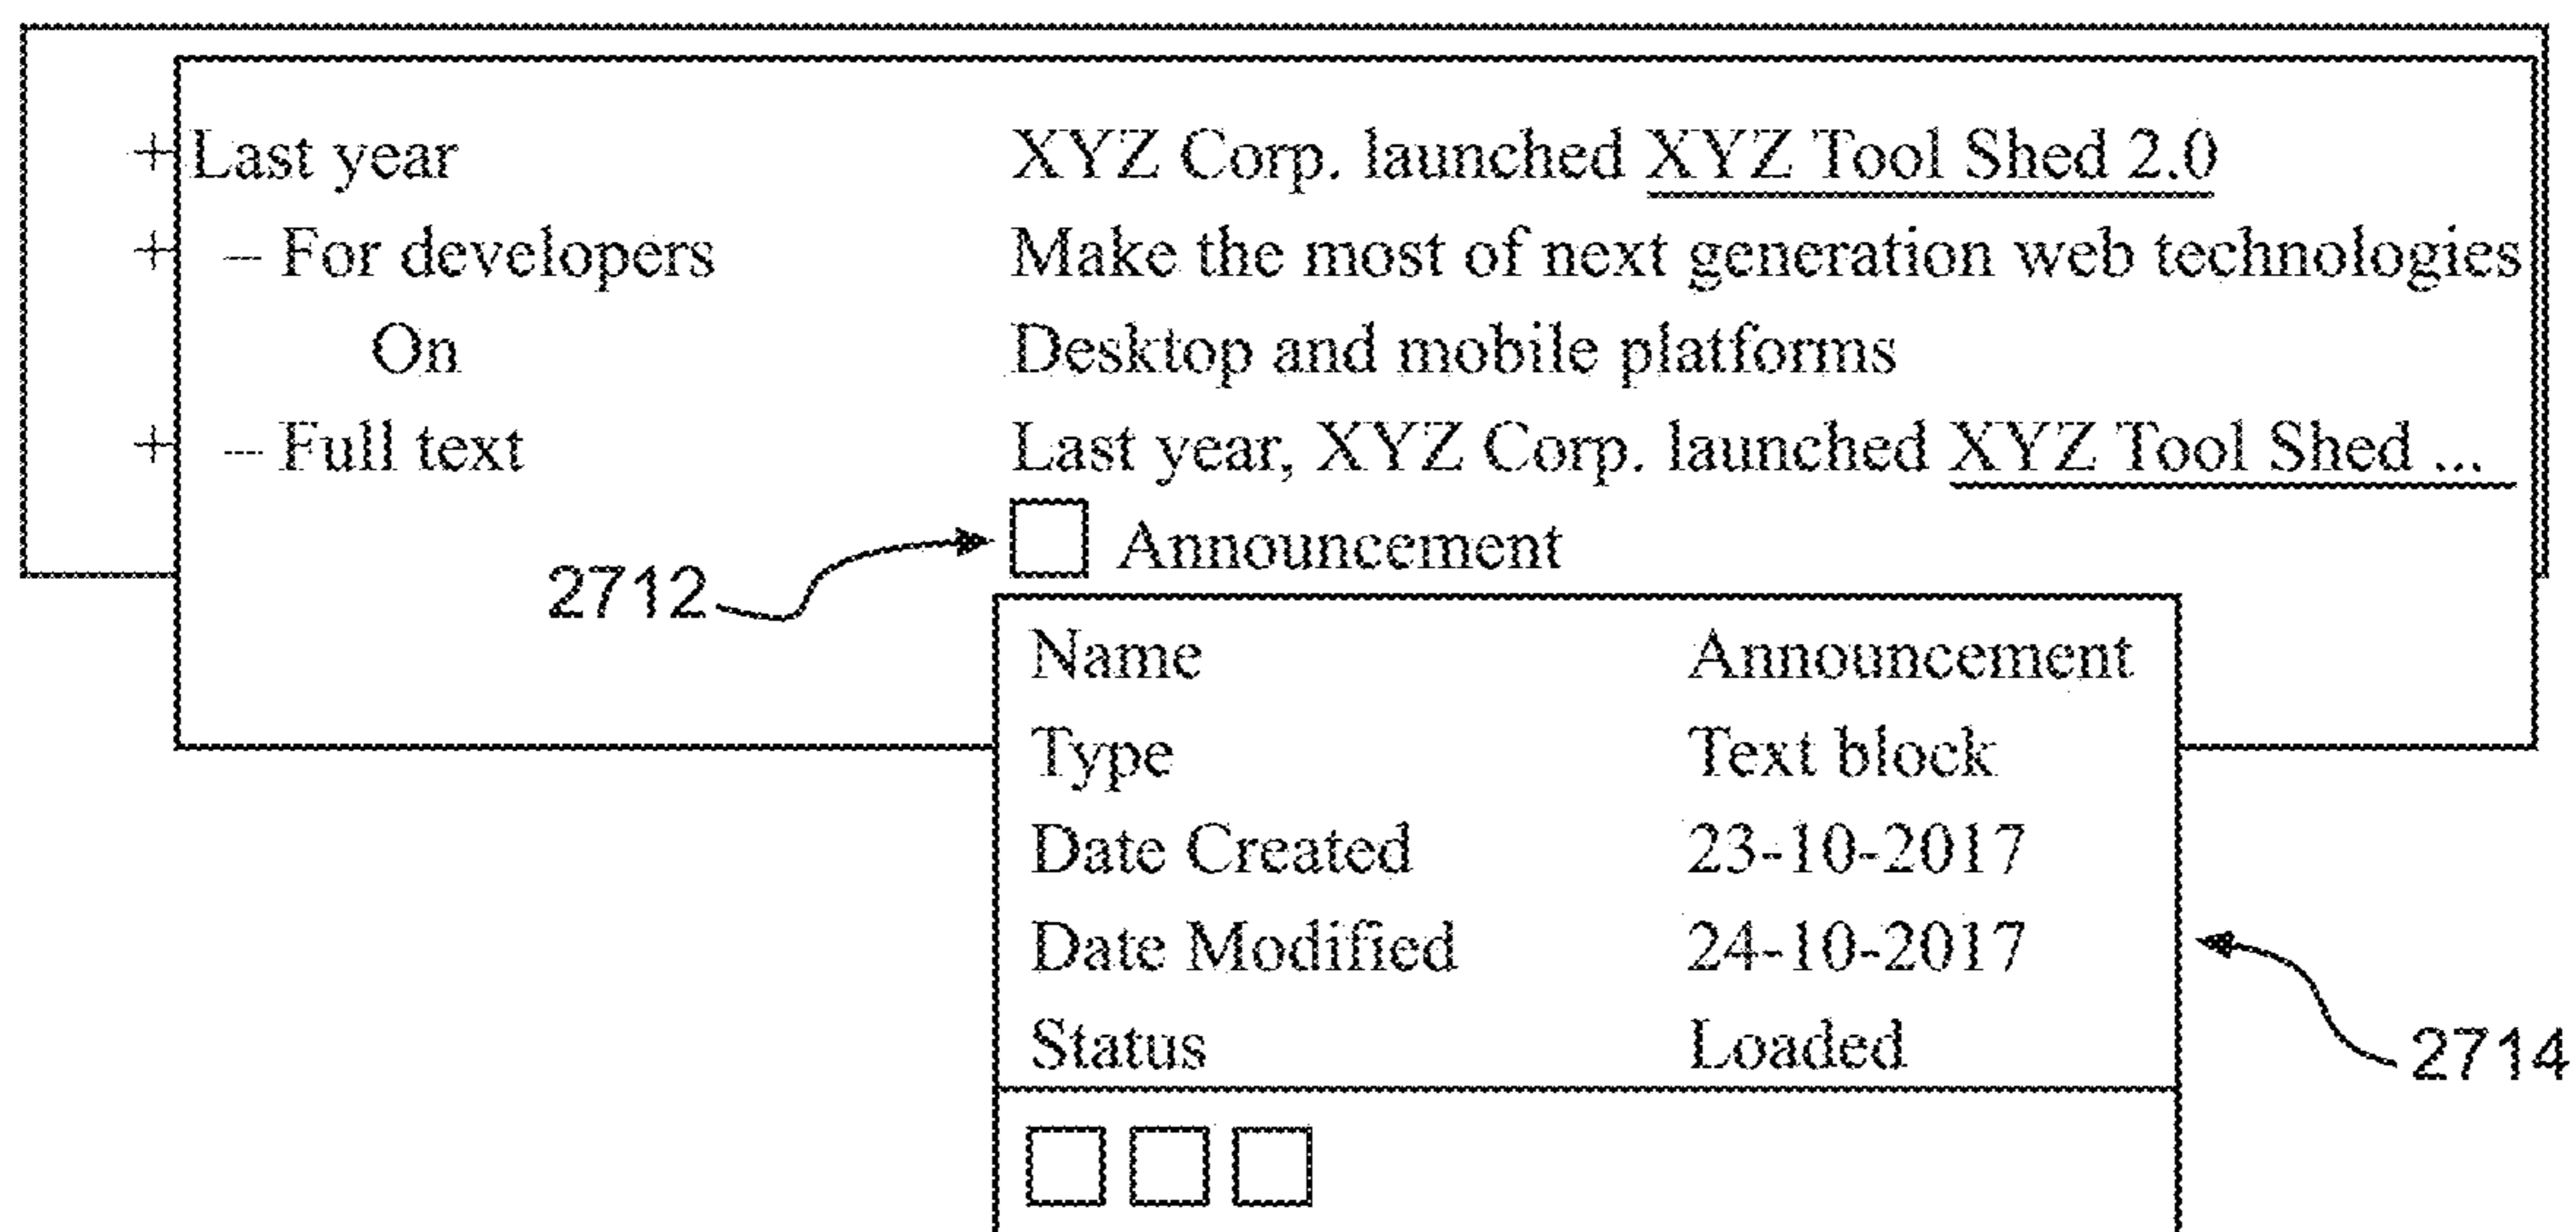 + Last year XYZ Corp. launched XYZ Tool Shed 2.0
+ – For developers Make the most of next generation web technologies
On Desktop and mobile platforms
+ – Full text Last year, XYZ Corp. launched XYZ Tool Shed ...
Announcement
2712
Name Announcement
Type Text block
Date Created 23-10-2017
Date Modified 24-10-2017
Status Loaded
2714